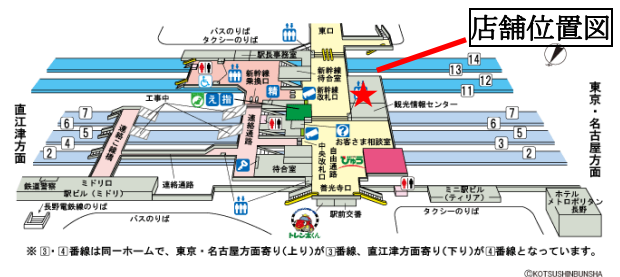 店舗位置図
バスのりば
タクシーのりば
東口
駅長事務室
新幹線乗換口
新幹線待合室
14
13
12
11
新幹線改札口
精
え
指
工事中
観光情報センター
直江津方面
東京・名古屋方面
7
6
5
4
2
連絡通路
お客さま相談室
自由通路
びゅう
中央改札口
待合室
7
6
5
3
2
鉄道警察
ミドリ口
駅ビル(ミドリ)
連絡通路
善光寺口
長野電鉄線のりば
バスのりば
駅前交番
ミニ駅ビル
(ティリア)
タクシーのりば
ホテル
メトロポリタン
長野
※③・④番線は同一ホームで、東京・名古屋方面寄り(上り)が③番線、直江津方面寄り(下り)が④番線となっています。
©KOTSUSHINBUNSHA